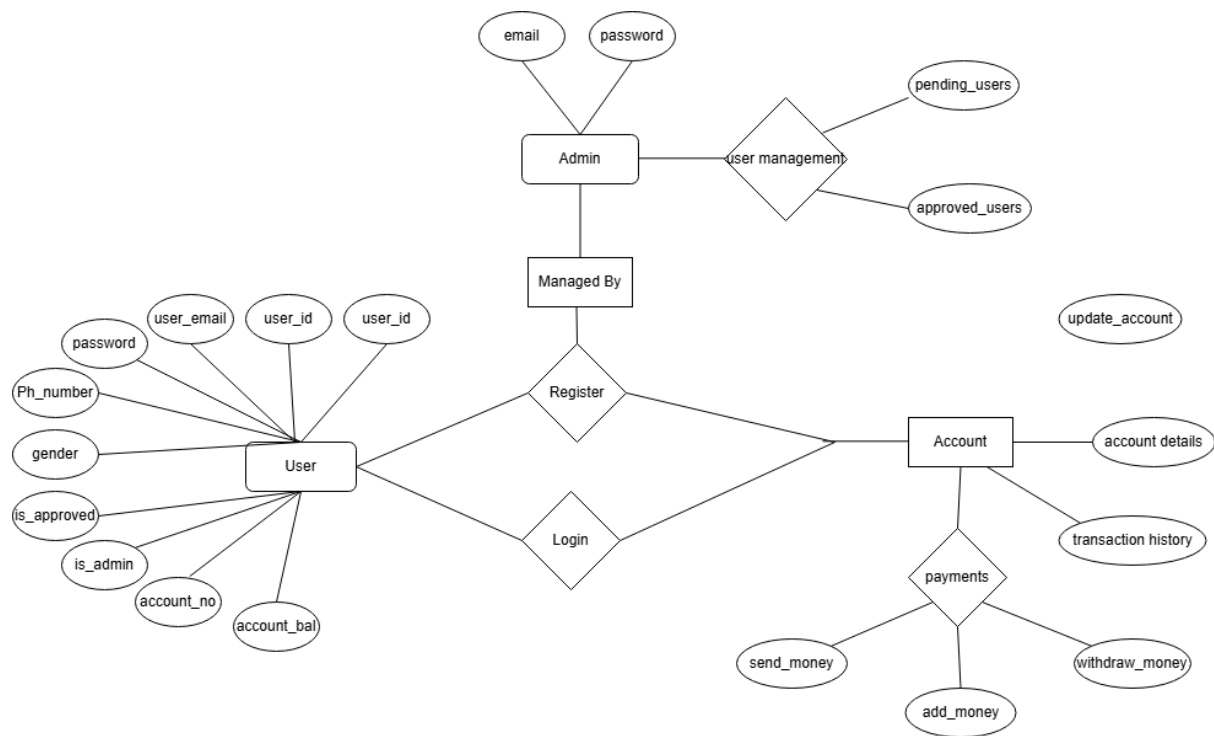 email
password
pending_users
Admin
user management
approved_users
Managed By
user_email
user_id
user_id
update_account
password
Ph_number
Register
gender
User
Account
account details
is_approved
Login
transaction history
is_admin
payments
account_no
account_bal
send_money
withdraw_money
add_money